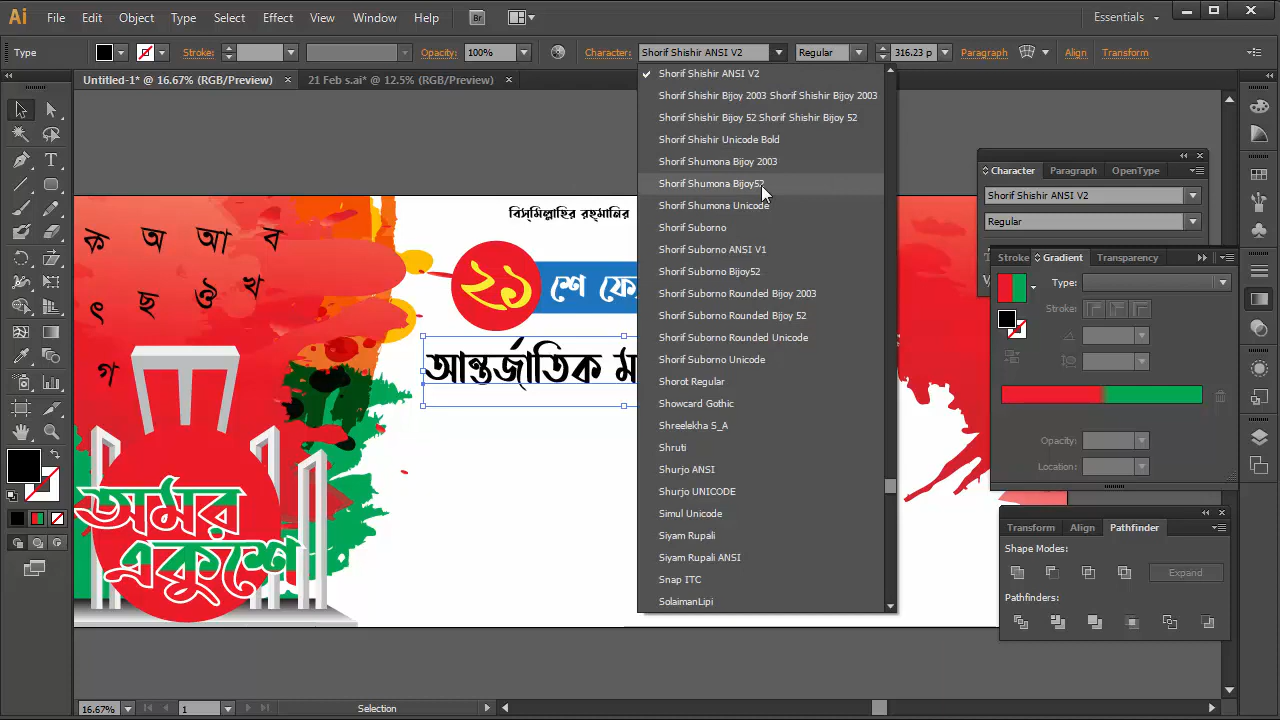 Ai File Edit Object Type Select Effect View Window Help Br Essentials
Type Stroke: Opacity: 100% Character: Shorif Shishir ANSI V2 Regular 316.23 p Paragraph Align Transform
Untitled-1* @ 16.67% (RGB/Preview) × 21 Feb s.ai* @ 12.5% (RGB/Preview) ×
Shorif Shishir ANSI V2
Shorif Shishir Bijoy 2003 Shorif Shishir Bijoy 2003
Shorif Shishir Bijoy 52 Shorif Shishir Bijoy 52
Shorif Shishir Unicode Bold
Shorif Shumona Bijoy 2003
Shorif Shumona Bijoy52
Shorif Shumona Unicode
Shorif Suborno
Shorif Suborno ANSI V1
Shorif Suborno Bijoy52
Shorif Suborno Rounded Bijoy 2003
Shorif Suborno Rounded Bijoy 52
Shorif Suborno Rounded Unicode
Shorif Suborno Unicode
Shorot Regular
Showcard Gothic
Shreelekha S_A
Shruti
Shurjo ANSI
Shurjo UNICODE
Simul Unicode
Siyam Rupali
Siyam Rupali ANSI
Snap ITC
SolaimanLipi
বিস্‌মিল্লাহির রহ্‌মানির
ক অ আ ব
ৎ ছ ঔ খ
গ
২১ শে ফে
আন্তর্জাতিক ম
অমর
একুশে
Character Paragraph OpenType
Shorif Shishir ANSI V2
Regular
Stroke Gradient Transparency
Type:
Stroke:
Opacity:
Location:
Transform Align Pathfinder
Shape Modes:
Expand
Pathfinders:
16.67% 1 Selection